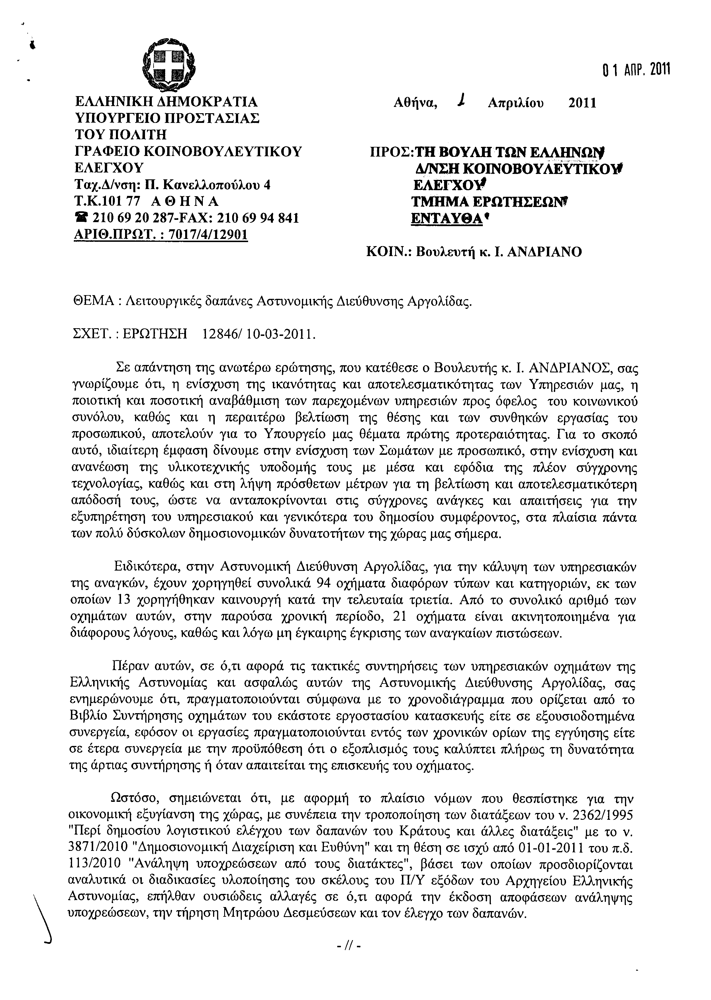 01 ΑΠΡ. 2011
ΕΛΛΗΝΙΚΗ ΔΗΜΟΚΡΑΤΙΑ
ΥΠΟΥΡΓΕΙΟ ΠΡΟΣΤΑΣΙΑΣ
ΤΟΥ ΠΟΛΙΤΗ
ΓΡΑΦΕΙΟ ΚΟΙΝΟΒΟΥΛΕΥΤΙΚΟΥ
ΕΛΕΓΧΟΥ
Ταχ.Δ/νση: Π. Κανελλοπούλου 4
Τ.Κ.101 77 Α Θ Η Ν Α
☎ 210 69 20 287-FAX: 210 69 94 841
ΑΡΙΘ.ΠΡΩΤ. : 7017/4/12901
Αθήνα, 1 Απριλίου 2011
ΠΡΟΣ:ΤΗ ΒΟΥΛΗ ΤΩΝ ΕΛΛΗΝΩΝ
Δ/ΝΣΗ ΚΟΙΝΟΒΟΥΛΕΥΤΙΚΟΥ
ΕΛΕΓΧΟΥ
ΤΜΗΜΑ ΕΡΩΤΗΣΕΩΝ
ΕΝΤΑΥΘΑ
ΚΟΙΝ.: Βουλευτή κ. Ι. ΑΝΔΡΙΑΝΟ
ΘΕΜΑ : Λειτουργικές δαπάνες Αστυνομικής Διεύθυνσης Αργολίδας.
ΣΧΕΤ. : ΕΡΩΤΗΣΗ 12846/ 10-03-2011.
Σε απάντηση της ανωτέρω ερώτησης, που κατέθεσε ο Βουλευτής κ. Ι. ΑΝΔΡΙΑΝΟΣ, σας
γνωρίζουμε ότι, η ενίσχυση της ικανότητας και αποτελεσματικότητας των Υπηρεσιών μας, η
ποιοτική και ποσοτική αναβάθμιση των παρεχομένων υπηρεσιών προς όφελος του κοινωνικού
συνόλου, καθώς και η περαιτέρω βελτίωση της θέσης και των συνθηκών εργασίας του
προσωπικού, αποτελούν για το Υπουργείο μας θέματα πρώτης προτεραιότητας. Για το σκοπό
αυτό, ιδιαίτερη έμφαση δίνουμε στην ενίσχυση των Σωμάτων με προσωπικό, στην ενίσχυση και
ανανέωση της υλικοτεχνικής υποδομής τους με μέσα και εφόδια της πλέον σύγχρονης
τεχνολογίας, καθώς και στη λήψη πρόσθετων μέτρων για τη βελτίωση και αποτελεσματικότερη
απόδοσή τους, ώστε να ανταποκρίνονται στις σύγχρονες ανάγκες και απαιτήσεις για την
εξυπηρέτηση του υπηρεσιακού και γενικότερα του δημοσίου συμφέροντος, στα πλαίσια πάντα
των πολύ δύσκολων δημοσιονομικών δυνατοτήτων της χώρας μας σήμερα.
Ειδικότερα, στην Αστυνομική Διεύθυνση Αργολίδας, για την κάλυψη των υπηρεσιακών
της αναγκών, έχουν χορηγηθεί συνολικά 94 οχήματα διαφόρων τύπων και κατηγοριών, εκ των
οποίων 13 χορηγήθηκαν καινουργή κατά την τελευταία τριετία. Από το συνολικό αριθμό των
οχημάτων αυτών, στην παρούσα χρονική περίοδο, 21 οχήματα είναι ακινητοποιημένα για
διάφορους λόγους, καθώς και λόγω μη έγκαιρης έγκρισης των αναγκαίων πιστώσεων.
Πέραν αυτών, σε ό,τι αφορά τις τακτικές συντηρήσεις των υπηρεσιακών οχημάτων της
Ελληνικής Αστυνομίας και ασφαλώς αυτών της Αστυνομικής Διεύθυνσης Αργολίδας, σας
ενημερώνουμε ότι, πραγματοποιούνται σύμφωνα με το χρονοδιάγραμμα που ορίζεται από το
Βιβλίο Συντήρησης οχημάτων του εκάστοτε εργοστασίου κατασκευής είτε σε εξουσιοδοτημένα
συνεργεία, εφόσον οι εργασίες πραγματοποιούνται εντός των χρονικών ορίων της εγγύησης είτε
σε έτερα συνεργεία με την προϋπόθεση ότι ο εξοπλισμός τους καλύπτει πλήρως τη δυνατότητα
της άρτιας συντήρησης ή όταν απαιτείται της επισκευής του οχήματος.
Ωστόσο, σημειώνεται ότι, με αφορμή το πλαίσιο νόμων που θεσπίστηκε για την
οικονομική εξυγίανση της χώρας, με συνέπεια την τροποποίηση των διατάξεων του ν. 2362/1995
"Περί δημοσίου λογιστικού ελέγχου των δαπανών του Κράτους και άλλες διατάξεις" με το ν.
3871/2010 "Δημοσιονομική Διαχείριση και Ευθύνη" και τη θέση σε ισχύ από 01-01-2011 του π.δ.
113/2010 "Ανάληψη υποχρεώσεων από τους διατάκτες", βάσει των οποίων προσδιορίζονται
αναλυτικά οι διαδικασίες υλοποίησης του σκέλους του Π/Υ εξόδων του Αρχηγείου Ελληνικής
Αστυνομίας, επήλθαν ουσιώδεις αλλαγές σε ό,τι αφορά την έκδοση αποφάσεων ανάληψης
υποχρεώσεων, την τήρηση Μητρώου Δεσμεύσεων και τον έλεγχο των δαπανών.
- // -